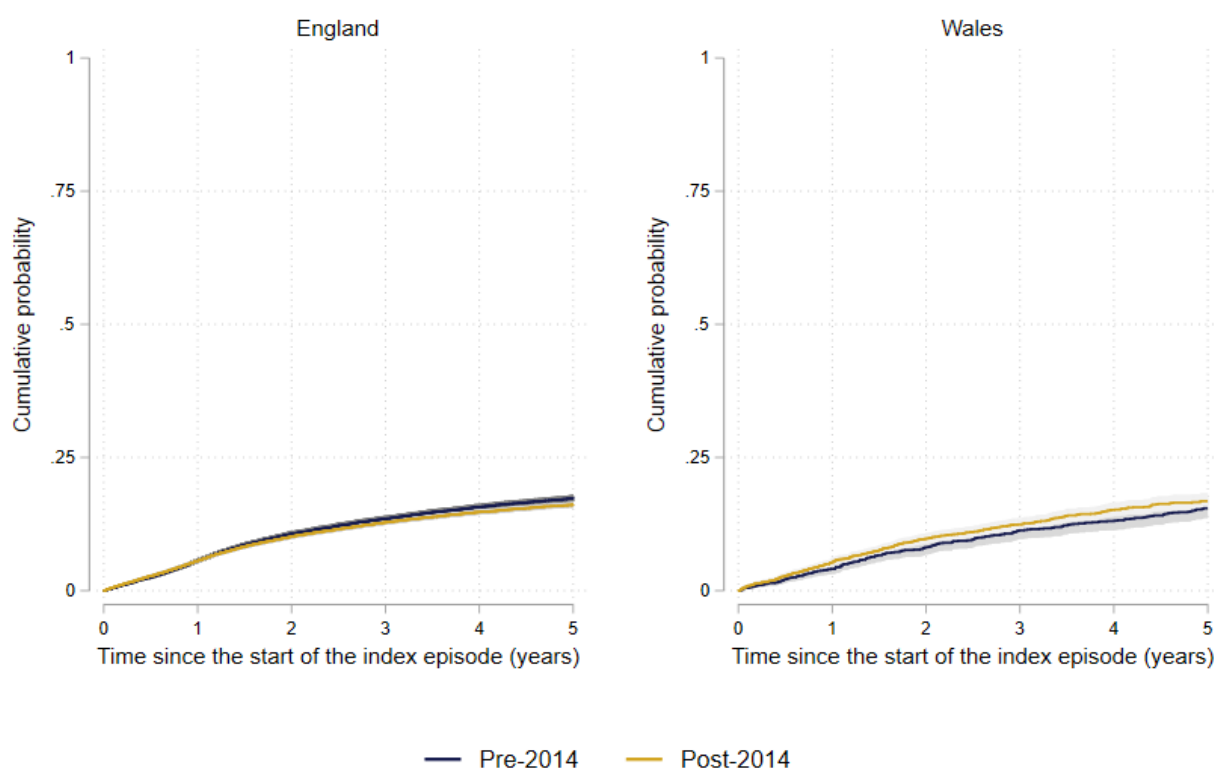 England
1
.75
.5
.25
0
Cumulative probability
0 1 2 3 4 5
Time since the start of the index episode (years)
Wales
1
.75
.5
.25
0
Cumulative probability
0 1 2 3 4 5
Time since the start of the index episode (years)
Pre-2014 Post-2014